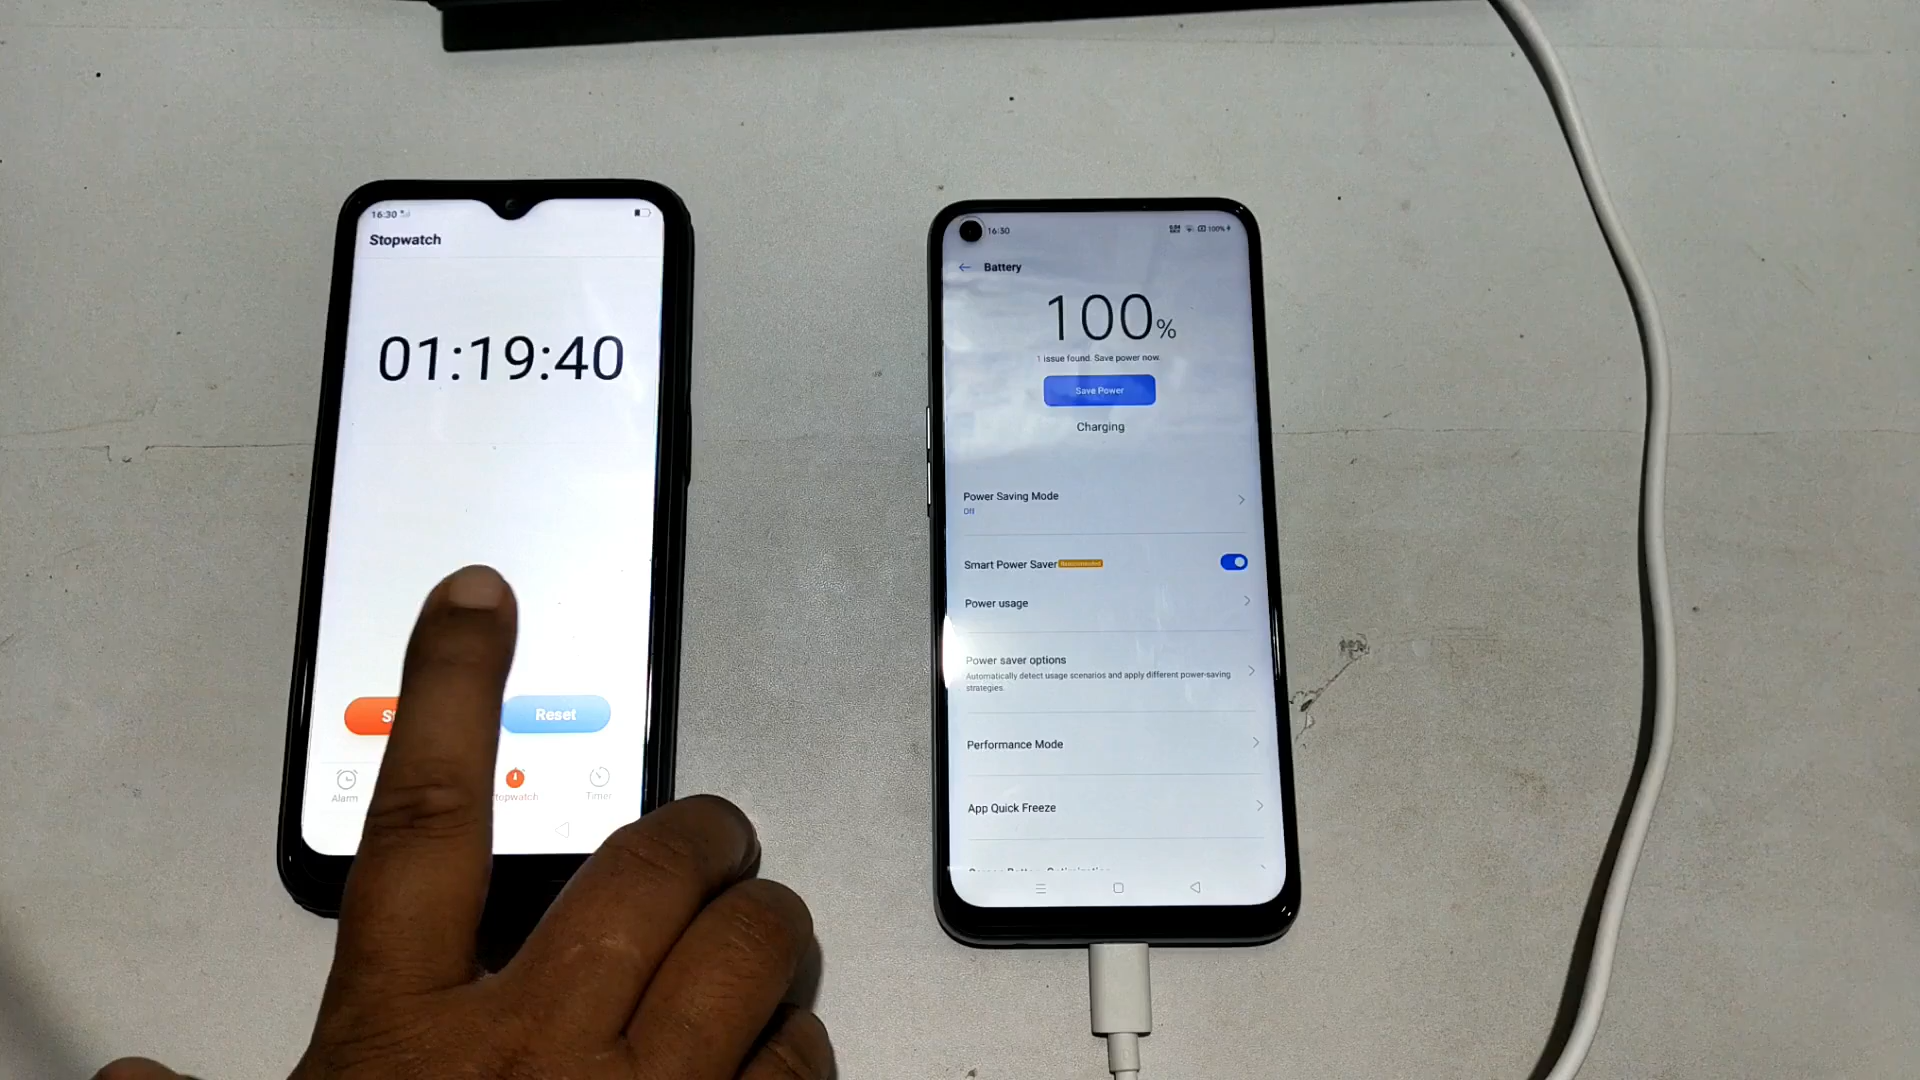 16:30
Stopwatch
01:19:40
Reset
Alarm
Timer
16:30
100%
Battery
100%
1 issue found. Save power now.
Save Power
Charging
Power Saving Mode
Off
Smart Power Saver Recommended
Power usage
Power saver options
Automatically detect usage scenarios and apply different power-saving
strategies.
Performance Mode
App Quick Freeze